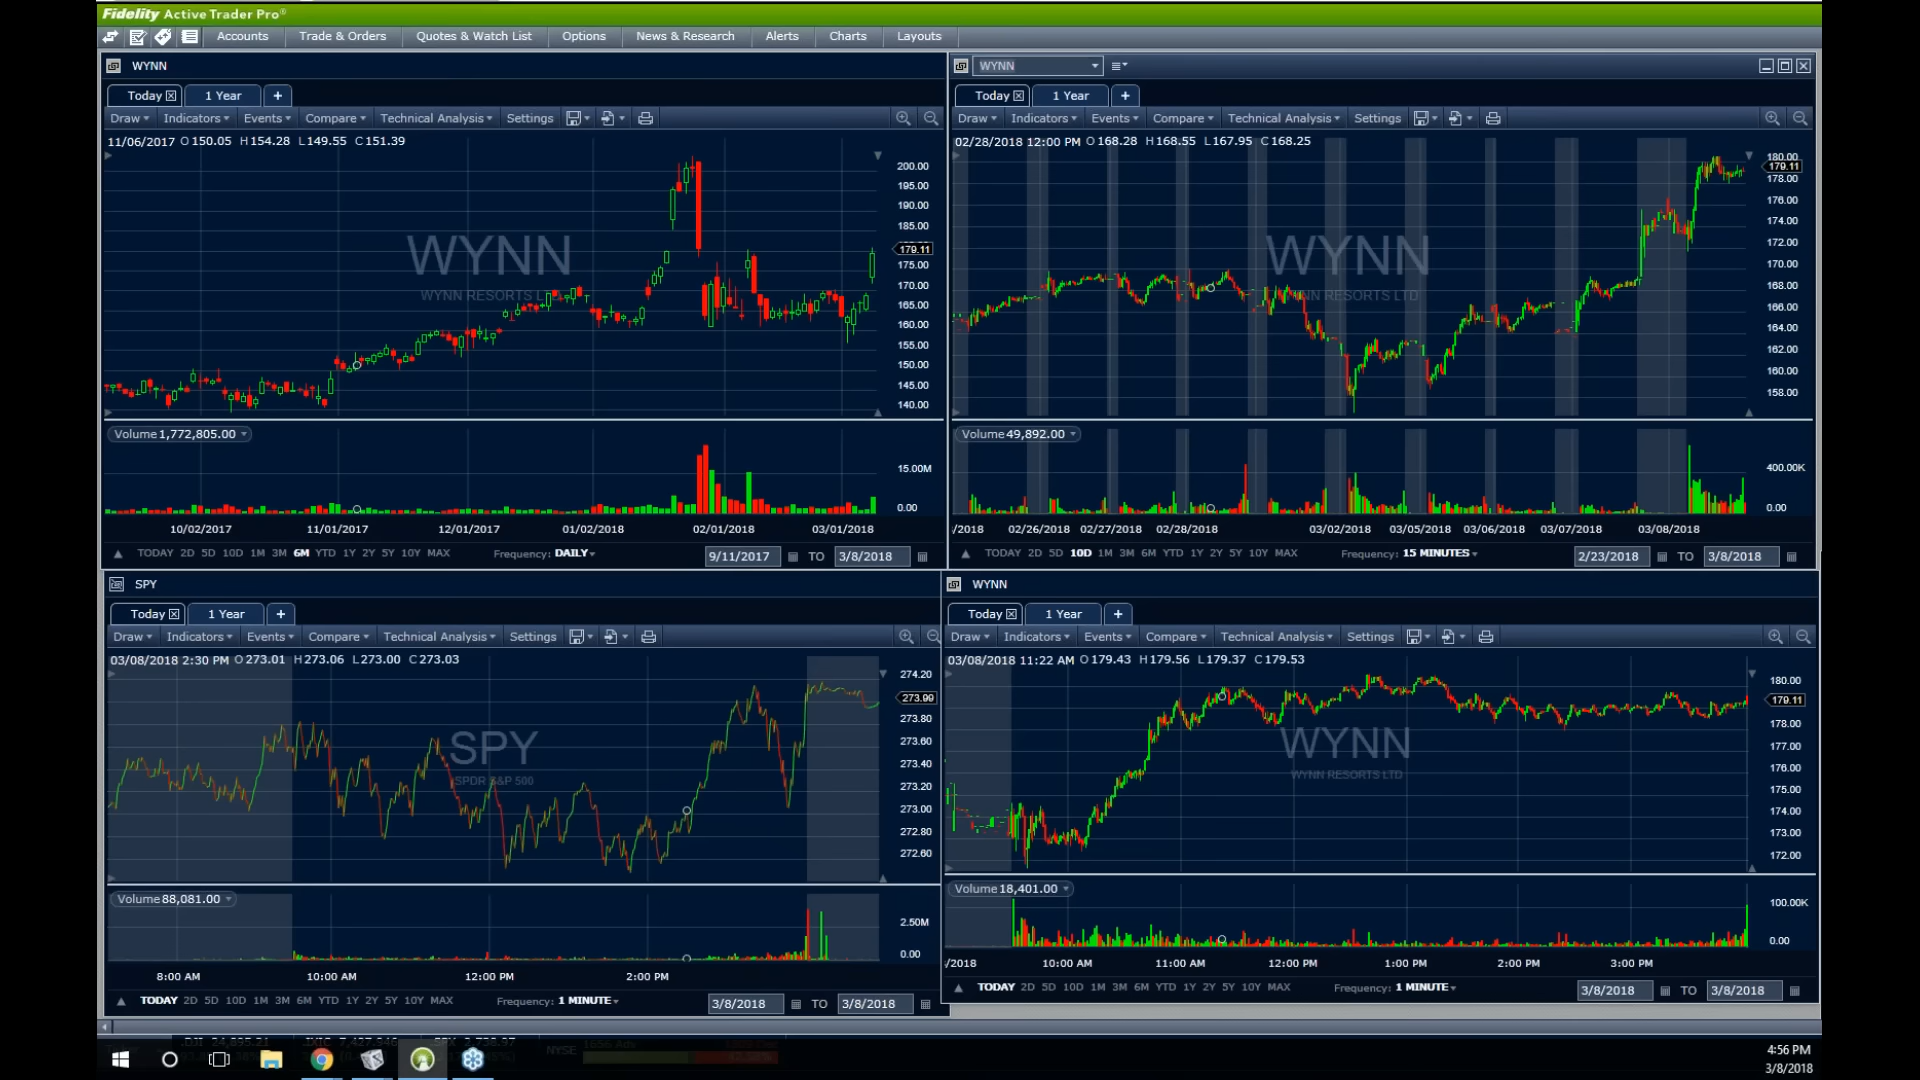 Fidelity Active Trader Pro®
Accounts Trade & Orders Quotes & Watch List Options News & Research Alerts Charts Layouts
WYNN
Today 1 Year +
Draw Indicators Events Compare Technical Analysis Settings
11/06/2017 O 150.05 H 154.28 L 149.55 C 151.39
WYNN
WYNN RESORTS LTD
200.00
195.00
190.00
185.00
179.11
175.00
170.00
165.00
160.00
155.00
150.00
145.00
140.00
Volume 1,772,805.00
15.00M
0.00
10/02/2017 11/01/2017 12/01/2017 01/02/2018 02/01/2018 03/01/2018
TODAY 2D 5D 10D 1M 3M 6M YTD 1Y 2Y 5Y 10Y MAX Frequency: DAILY 9/11/2017 TO 3/8/2018
WYNN
Today 1 Year +
Draw Indicators Events Compare Technical Analysis Settings
02/28/2018 12:00 PM O 168.28 H 168.55 L 167.95 C 168.25
WYNN
WYNN RESORTS LTD
180.00
179.11
178.00
176.00
174.00
172.00
170.00
168.00
166.00
164.00
162.00
160.00
158.00
Volume 49,892.00
400.00K
0.00
/2018 02/26/2018 02/27/2018 02/28/2018 03/02/2018 03/05/2018 03/06/2018 03/07/2018 03/08/2018
TODAY 2D 5D 10D 1M 3M 6M YTD 1Y 2Y 5Y 10Y MAX Frequency: 15 MINUTES 2/23/2018 TO 3/8/2018
SPY
Today 1 Year +
Draw Indicators Events Compare Technical Analysis Settings
03/08/2018 2:30 PM O 273.01 H 273.06 L 273.00 C 273.03
SPY
SPDR S&P 500
274.20
273.99
273.80
273.60
273.40
273.20
273.00
272.80
272.60
Volume 88,081.00
2.50M
0.00
8:00 AM 10:00 AM 12:00 PM 2:00 PM
TODAY 2D 5D 10D 1M 3M 6M YTD 1Y 2Y 5Y 10Y MAX Frequency: 1 MINUTE 3/8/2018 TO 3/8/2018
WYNN
Today 1 Year +
Draw Indicators Events Compare Technical Analysis Settings
03/08/2018 11:22 AM O 179.43 H 179.56 L 179.37 C 179.53
WYNN
WYNN RESORTS LTD
180.00
179.11
178.00
177.00
176.00
175.00
174.00
173.00
172.00
Volume 18,401.00
100.00K
0.00
/2018 10:00 AM 11:00 AM 12:00 PM 1:00 PM 2:00 PM 3:00 PM
TODAY 2D 5D 10D 1M 3M 6M YTD 1Y 2Y 5Y 10Y MAX Frequency: 1 MINUTE 3/8/2018 TO 3/8/2018
NYSE
4:56 PM
3/8/2018